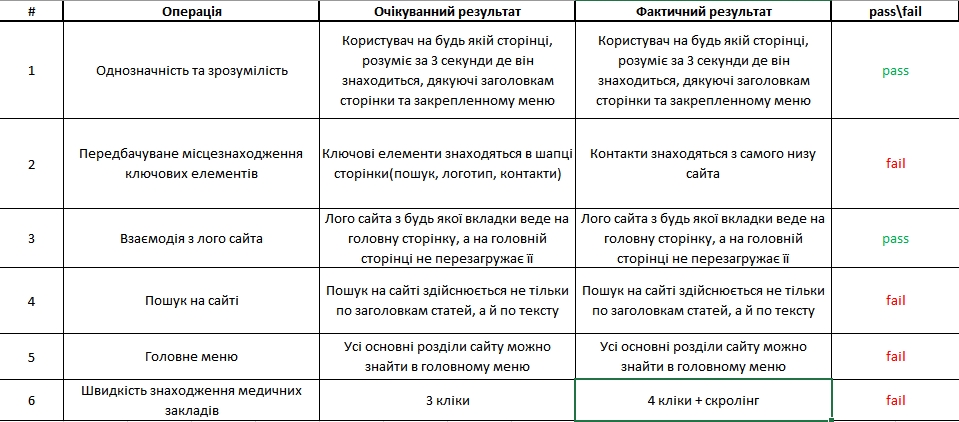 # Операція Очікуванний результат Фактичний результат pass\fail
1
Однозначність та зрозумілість
Користувач на будь якій сторінці,
розуміє за 3 секунди де він
знаходиться, дякуючі заголовкам
сторінки та закрепленному меню
Користувач на будь якій сторінці,
розуміє за 3 секунди де він
знаходиться, дякуючі заголовкам
сторінки та закрепленному меню
pass
2
Передбачуване місцезнаходження
ключових елементів
Ключові елементи знаходяться в шапці
сторінки(пошук, логотип, контакти)
Контакти знаходяться з самого низу
сайта
fail
3
Взаємодія з лого сайта
Лого сайта з будь якої вкладки веде на
головну сторінку, а на головній
сторінці не перезагружає її
Лого сайта з будь якої вкладки веде на
головну сторінку, а на головній
сторінці не перезагружає її
pass
4
Пошук на сайті
Пошук на сайті здійснюється не тільки
по заголовкам статей, а й по тексту
Пошук на сайті здійснюється не тільки
по заголовкам статей, а й по тексту
fail
5
Головне меню
Усі основні розділи сайту можно
знайти в головному меню
Усі основні розділи сайту можно
знайти в головному меню
fail
6
Швидкість знаходження медичних
закладів
3 кліки
4 кліки + скролінг
fail